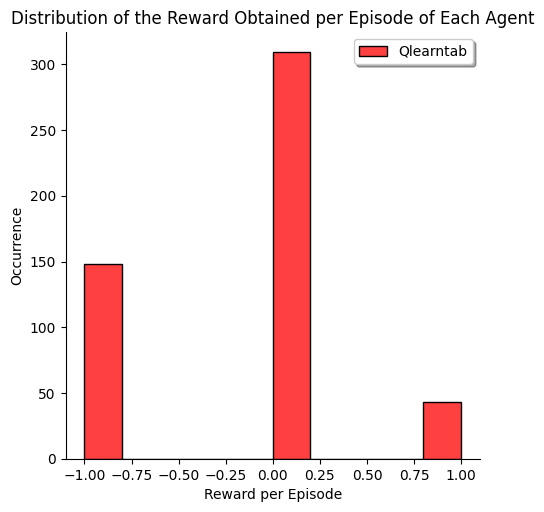 Distribution of the Reward Obtained per Episode of Each Agent
Qlearntab
300
250
200
150
100
50
0
Occurrence
−1.00 −0.75 −0.50 −0.25 0.00 0.25 0.50 0.75 1.00
Reward per Episode